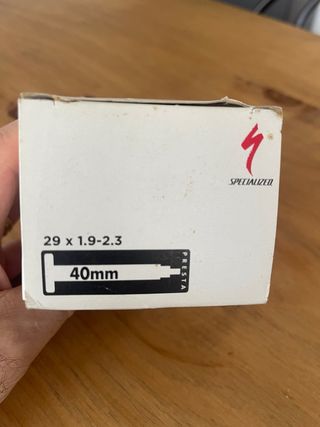 SPECIALIZED
29 x 1.9-2.3
40mm
PRESTA